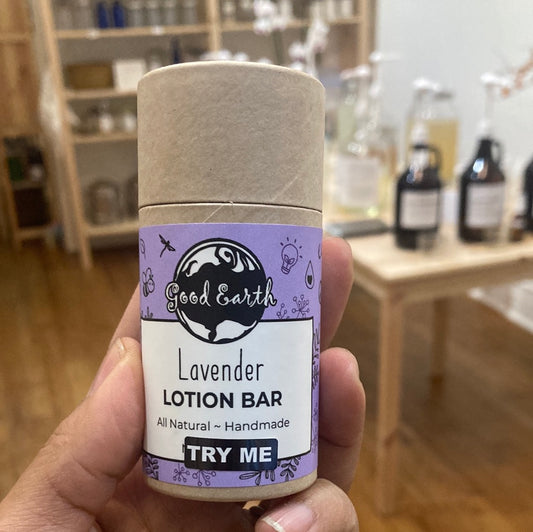 Good Earth
Lavender
LOTION BAR
All Natural ~ Handmade
TRY ME